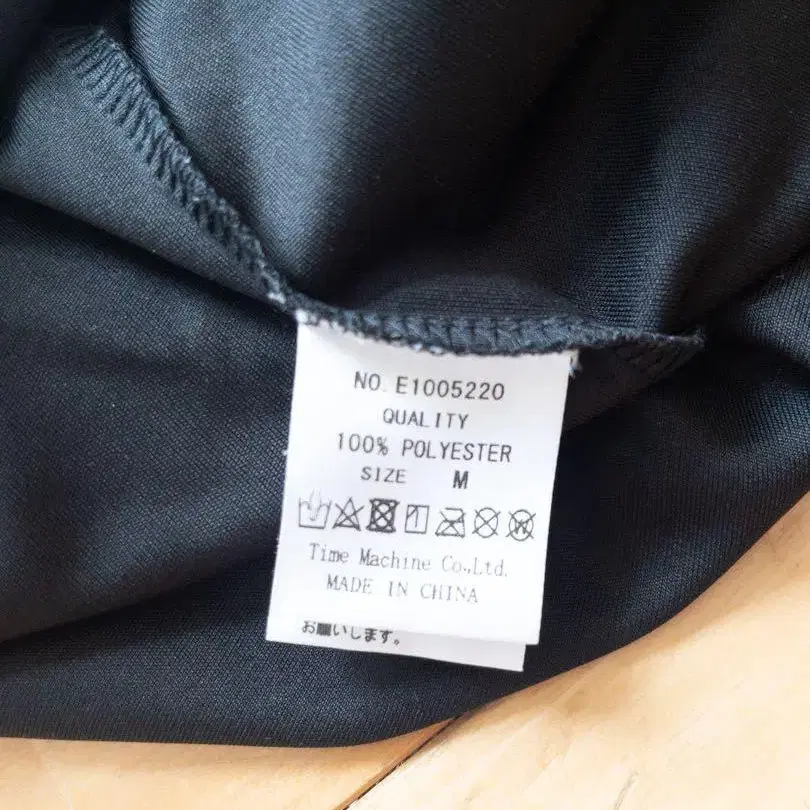 NO. E1005220
QUALITY
100% POLYESTER
SIZE M
Time Machine Co.,Ltd.
MADE IN CHINA
お願いします。